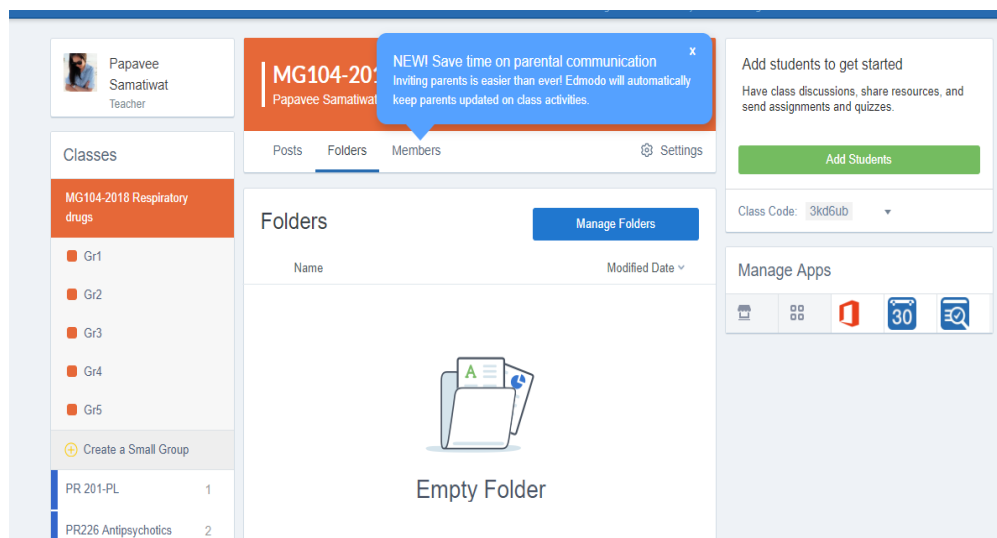 Papavee
Samatiwat
Teacher
Classes
MG104-2018 Respiratory
drugs
Gr1
Gr2
Gr3
Gr4
Gr5
Create a Small Group
PR 201-PL 1
PR226 Antipsychotics 2
MG104-201
Papavee Samatiwat
NEW! Save time on parental communication x
Inviting parents is easier than ever! Edmodo will automatically
keep parents updated on class activities.
Posts Folders Members Settings
Folders Manage Folders
Name Modified Date
A
Empty Folder
Add students to get started
Have class discussions, share resources, and
send assignments and quizzes.
Add Students
Class Code: 3kd6ub
Manage Apps
30